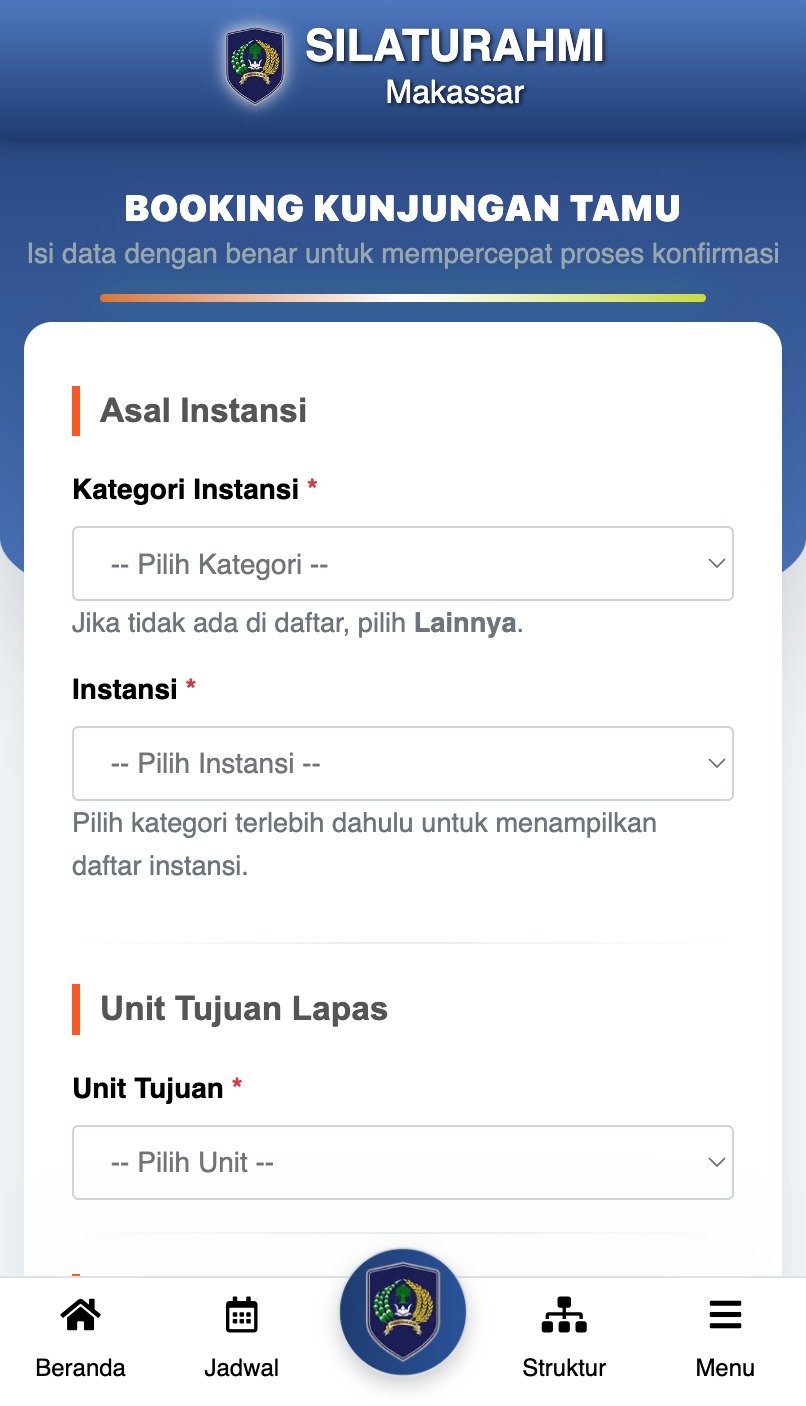 SILATURAHMI
Makassar
BOOKING KUNJUNGAN TAMU
Isi data dengan benar untuk mempercepat proses konfirmasi
Asal Instansi
Kategori Instansi *
-- Pilih Kategori --
Jika tidak ada di daftar, pilih Lainnya.
Instansi *
-- Pilih Instansi --
Pilih kategori terlebih dahulu untuk menampilkan
daftar instansi.
Unit Tujuan Lapas
Unit Tujuan *
-- Pilih Unit --
Beranda
Jadwal
Struktur
Menu